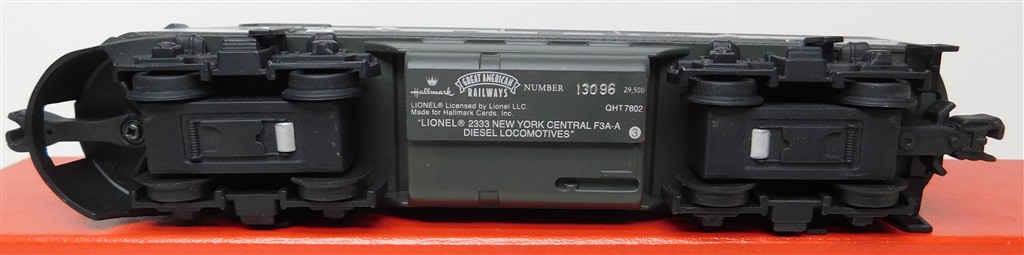 Hallmark
GREAT AMERICAN
RAILWAYS
NUMBER 13096 29,500
LIONEL® Licensed by Lionel LLC.
Made for Hallmark Cards, Inc.
QHT7802
"LIONEL® 2333 NEW YORK CENTRAL F3A-A
DIESEL LOCOMOTIVES"
3